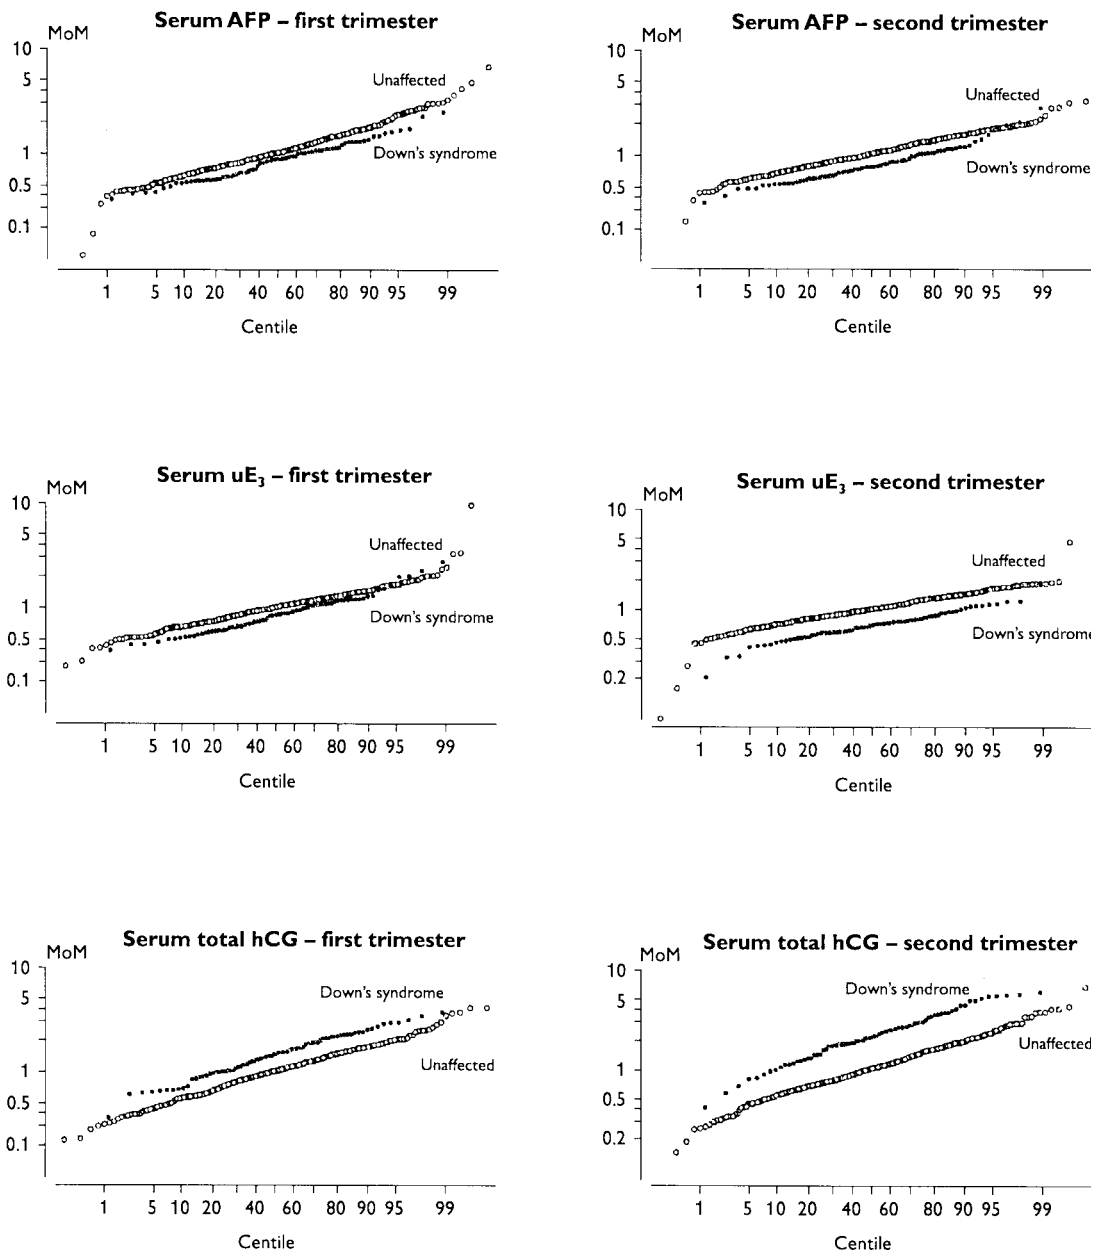 Serum AFP – first trimester
MoM
10
5
1
0.5
0.1
Unaffected
Down's syndrome
1 5 10 20 40 60 80 90 95 99
Centile
Serum AFP – second trimester
MoM
10
5
1
0.5
0.1
Unaffected
Down's syndrome
1 5 10 20 40 60 80 90 95 99
Centile
Serum uE3 – first trimester
MoM
10
5
1
0.5
0.1
Unaffected
Down's syndrome
1 5 10 20 40 60 80 90 95 99
Centile
Serum uE3 – second trimester
MoM
10
5
1
0.5
0.2
Unaffected
Down's syndrome
1 5 10 20 40 60 80 90 95 99
Centile
Serum total hCG – first trimester
MoM
10
5
1
0.5
0.1
Down's syndrome
Unaffected
1 5 10 20 40 60 80 90 95 99
Centile
Serum total hCG – second trimester
MoM
10
5
2
1
0.5
0.2
Down's syndrome
Unaffected
1 5 10 20 40 60 80 90 95 99
Centile